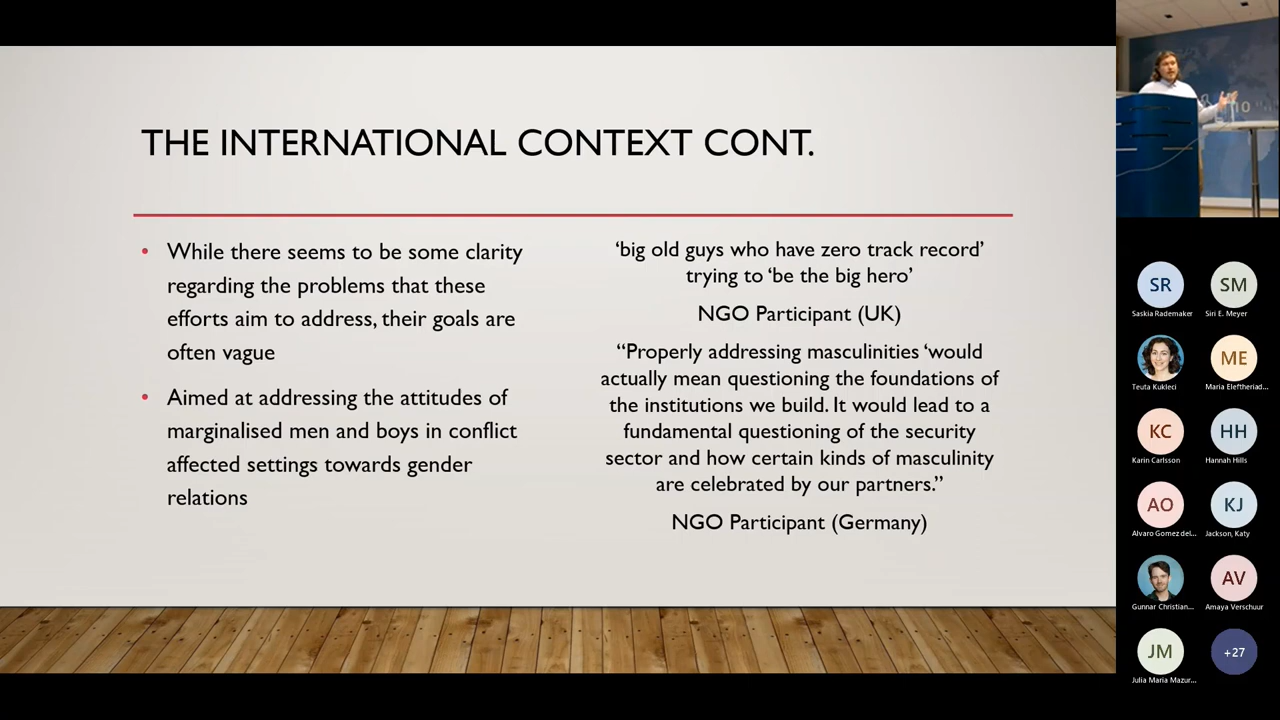 THE INTERNATIONAL CONTEXT CONT.
• While there seems to be some clarity
regarding the problems that these
efforts aim to address, their goals are
often vague
• Aimed at addressing the attitudes of
marginalised men and boys in conflict
affected settings towards gender
relations
‘big old guys who have zero track record’
trying to ‘be the big hero’
NGO Participant (UK)
“Properly addressing masculinities ‘would
actually mean questioning the foundations of
the institutions we build. It would lead to a
fundamental questioning of the security
sector and how certain kinds of masculinity
are celebrated by our partners.”
NGO Participant (Germany)
SR
Saskia Rademaker
SM
Siri E. Meyer
Teuta Kukleci
ME
Maria Eleftheriad...
KC
Karin Carlsson
HH
Hannah Hills
AO
Alvaro Gomez del...
KJ
Jackson, Katy
Gunnar Christian...
AV
Amaya Verschuur
JM
Julia Maria Mazur...
+27